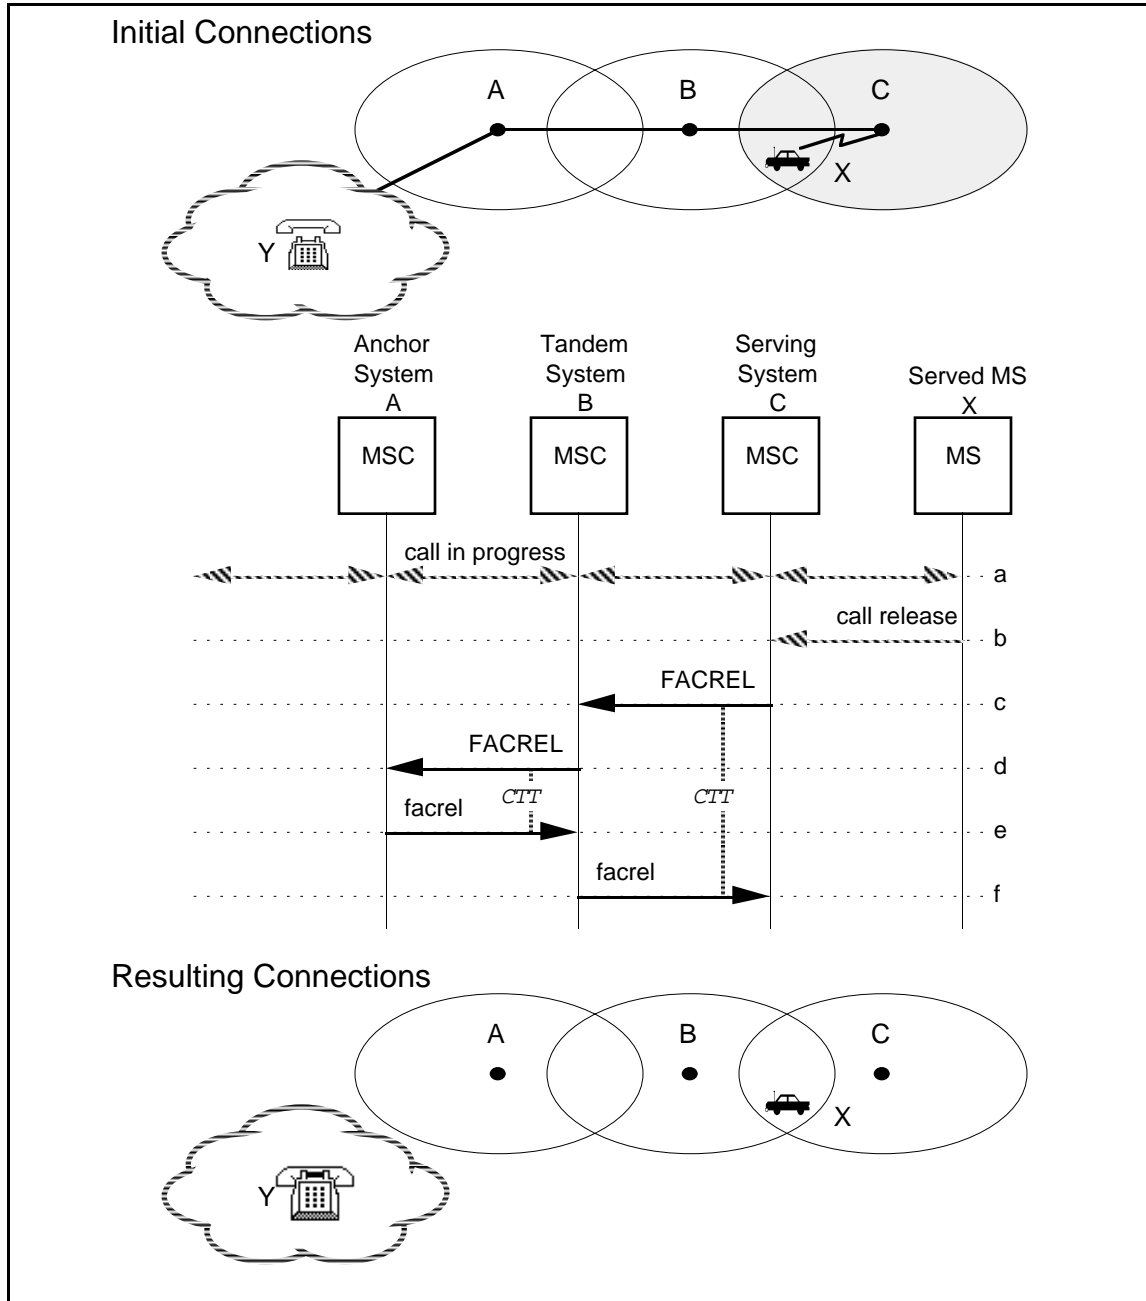 Initial Connections
A
B
C
X
Y
Anchor
System
A
Tandem
System
B
Serving
System
C
Served MS
X
MSC
MSC
MSC
MS
call in progress
a
call release
b
FACREL
c
FACREL
d
CTT
CTT
facrel
e
facrel
f
Resulting Connections
A
B
C
X
Y